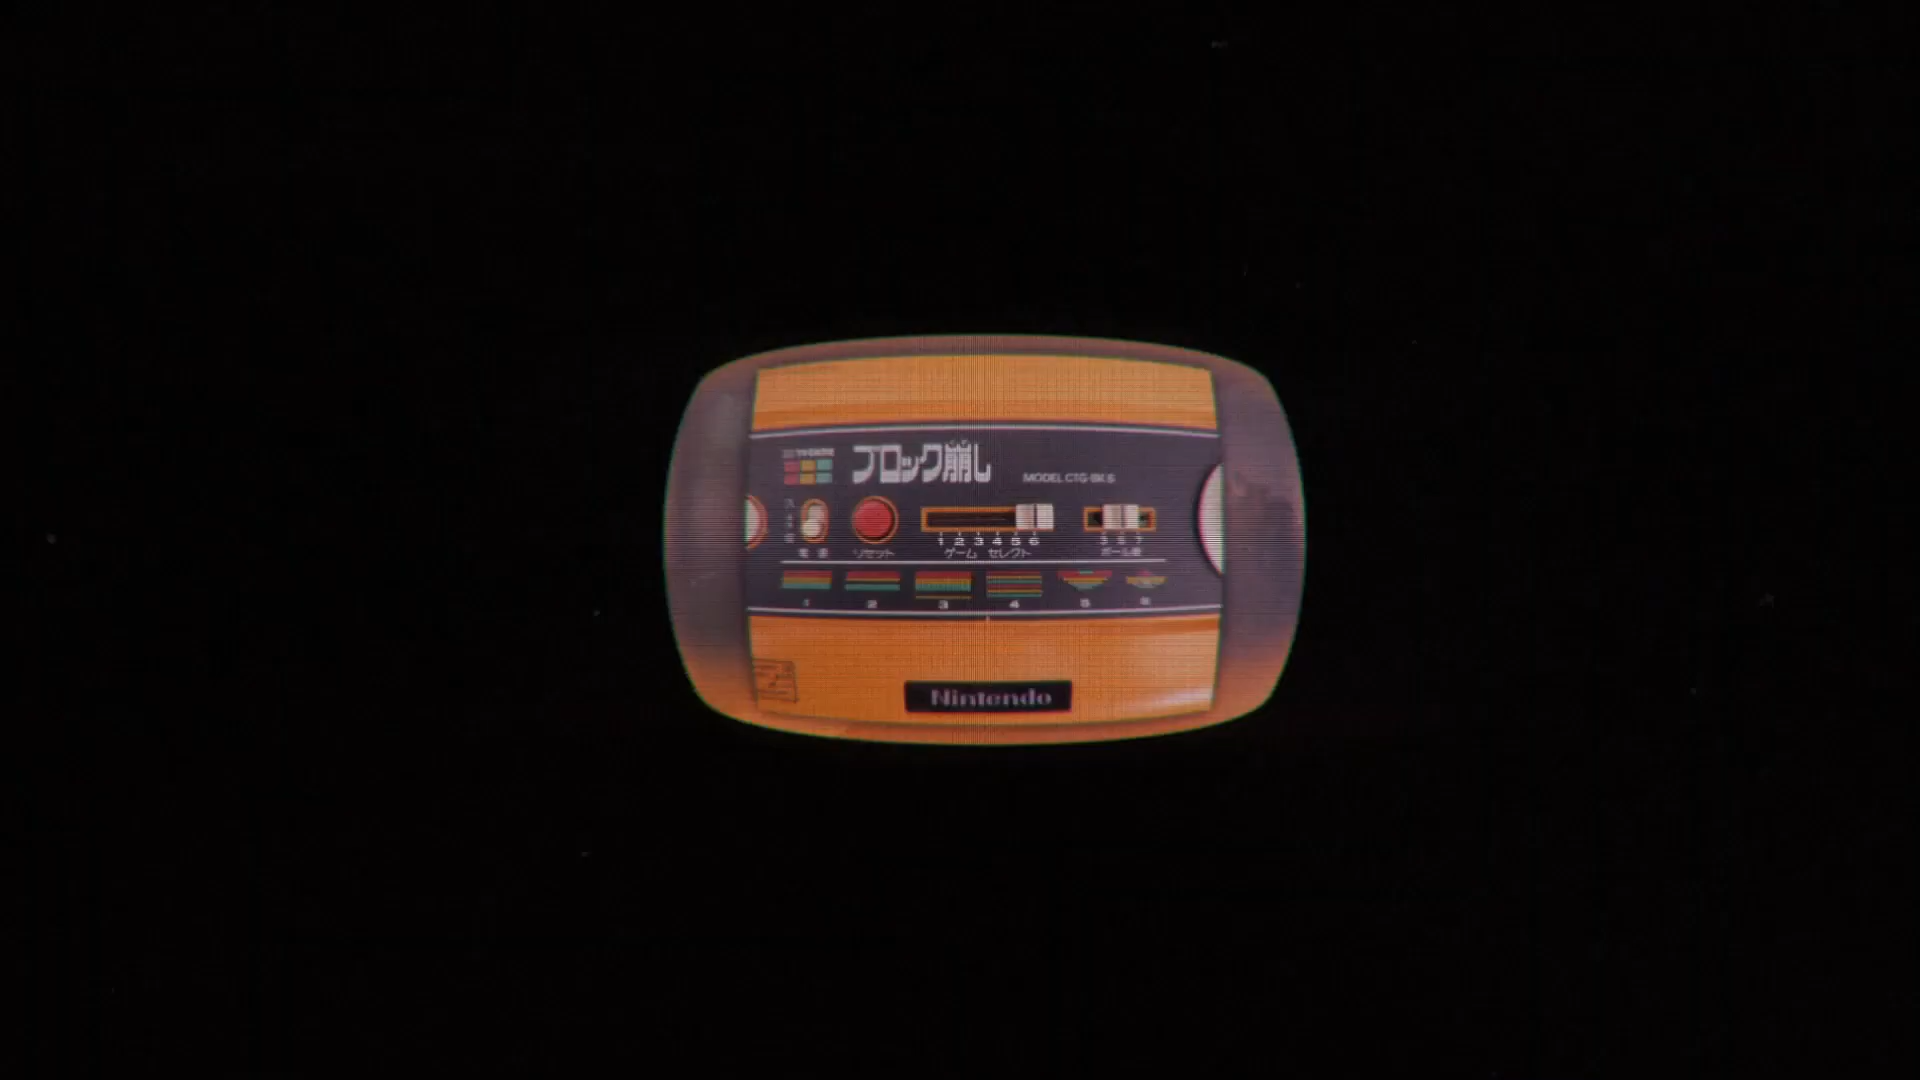 ブロック崩し
MODEL CTG-BK6
電源
リセット
1 2 3 4 5 6
ゲーム セレクト
3 5 7
ボール数
1 2 3 4 5 6
Nintendo